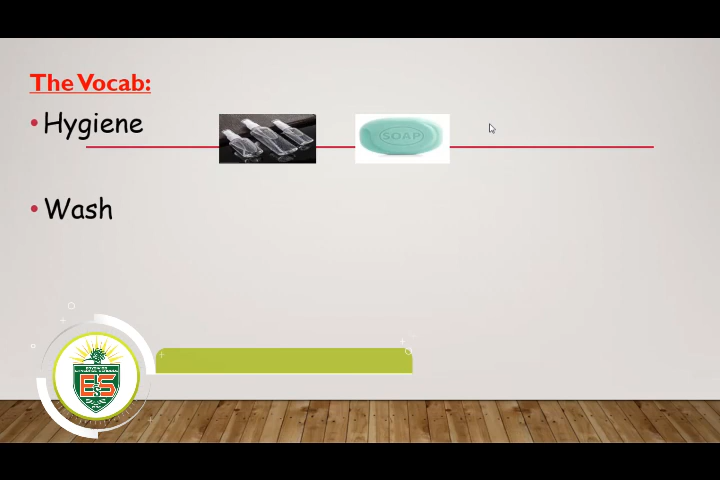 The Vocab:
• Hygiene
SOAP
• Wash
ES